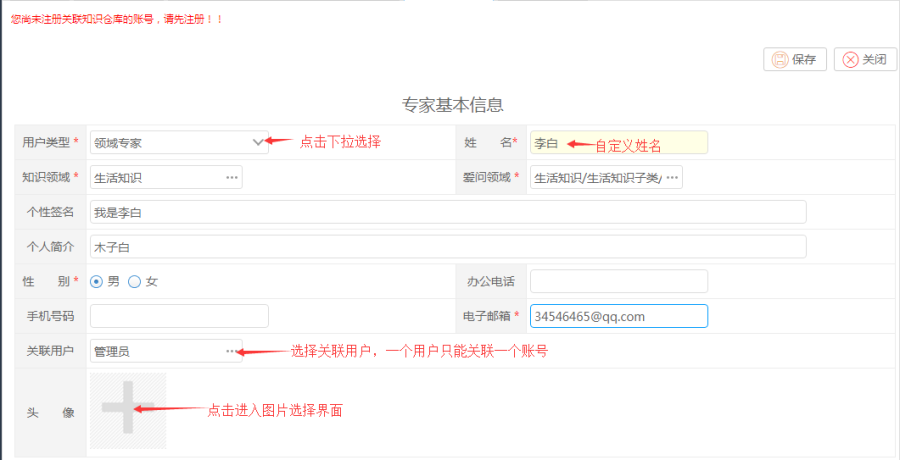 您尚未注册关联知识仓库的账号，请先注册！！
保存 关闭
专家基本信息
用户类型 * 领域专家 点击下拉选择 姓 名* 李白 自定义姓名
知识领域 * 生活知识 ••• 爱问领域 * 生活知识/生活知识子类/ •••
个性签名 我是李白
个人简介 木子白
性 别 * 男 女 办公电话
手机号码 电子邮箱 * 34546465@qq.com
关联用户 管理员 ••• 选择关联用户，一个用户只能关联一个账号
头 像 点击进入图片选择界面